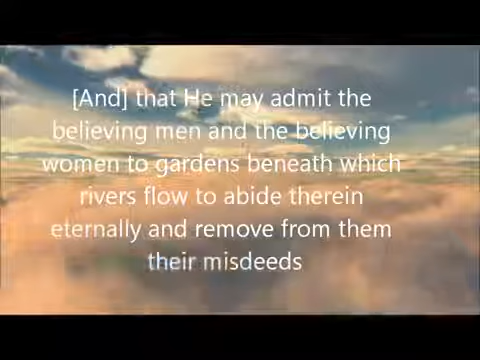 [And] that He may admit the
believing men and the believing
women to gardens beneath which
rivers flow to abide therein
eternally and remove from them
their misdeeds